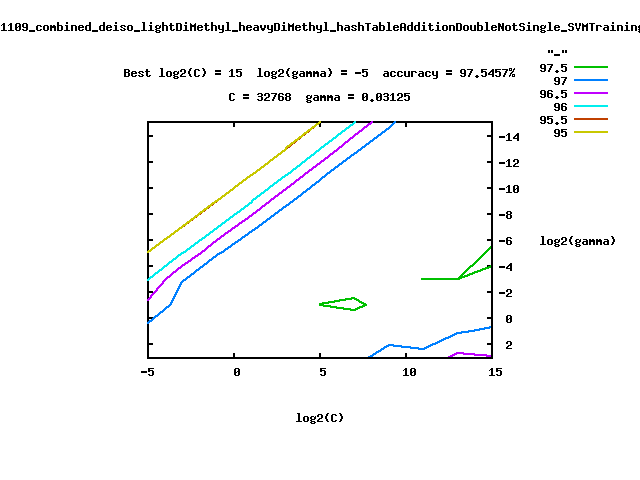 1109_combined_deiso_lightDiMethyl_heavyDiMethyl_hashTableAdditionDoubleNotSingle_SVMTraining
"_"
Best log2(C) = 15  log2(gamma) = -5  accuracy = 97.5457%
C = 32768  gamma = 0.03125
97.5
97
96.5
96
95.5
95
-14
-12
-10
-8
-6
-4
-2
0
2
log2(gamma)
-5 0 5 10 15
log2(C)